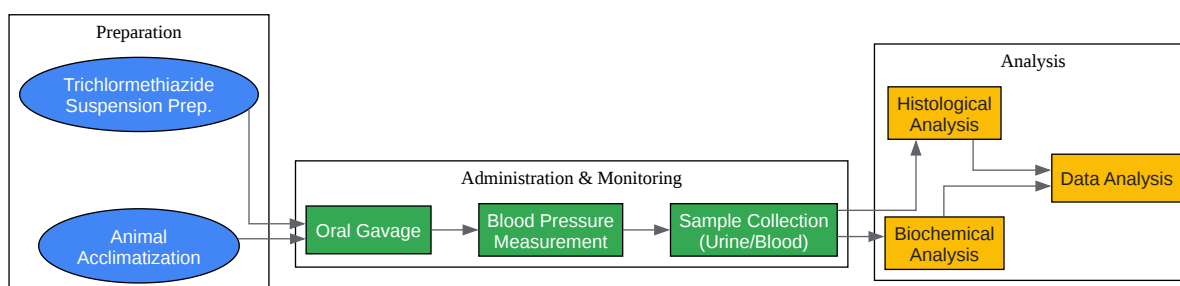 Preparation
Trichlormethiazide
Suspension Prep.
Animal
Acclimatization
Administration & Monitoring
Oral Gavage
Blood Pressure
Measurement
Sample Collection
(Urine/Blood)
Analysis
Histological
Analysis
Biochemical
Analysis
Data Analysis